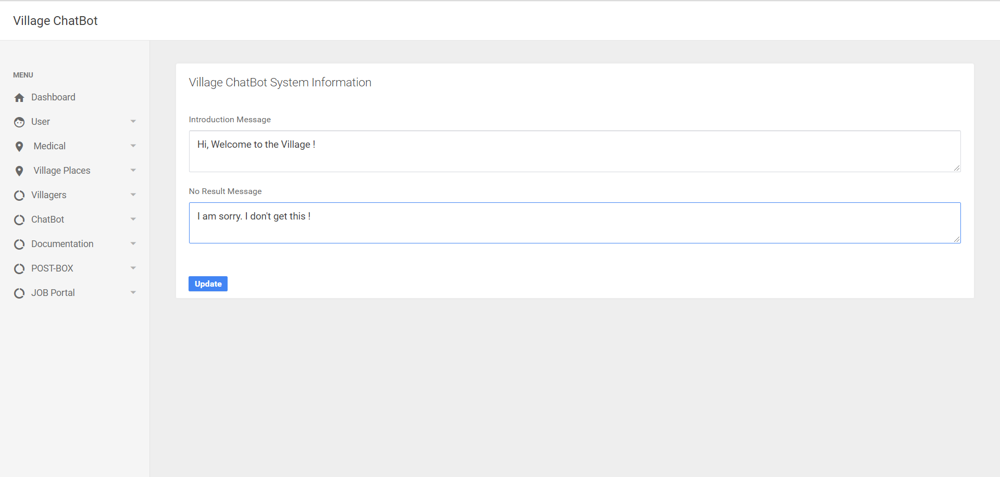 Village ChatBot
MENU
Dashboard
User
Medical
Village Places
Villagers
ChatBot
Documentation
POST-BOX
JOB Portal
Village ChatBot System Information
Introduction Message
Hi, Welcome to the Village !
No Result Message
I am sorry. I don't get this !
Update